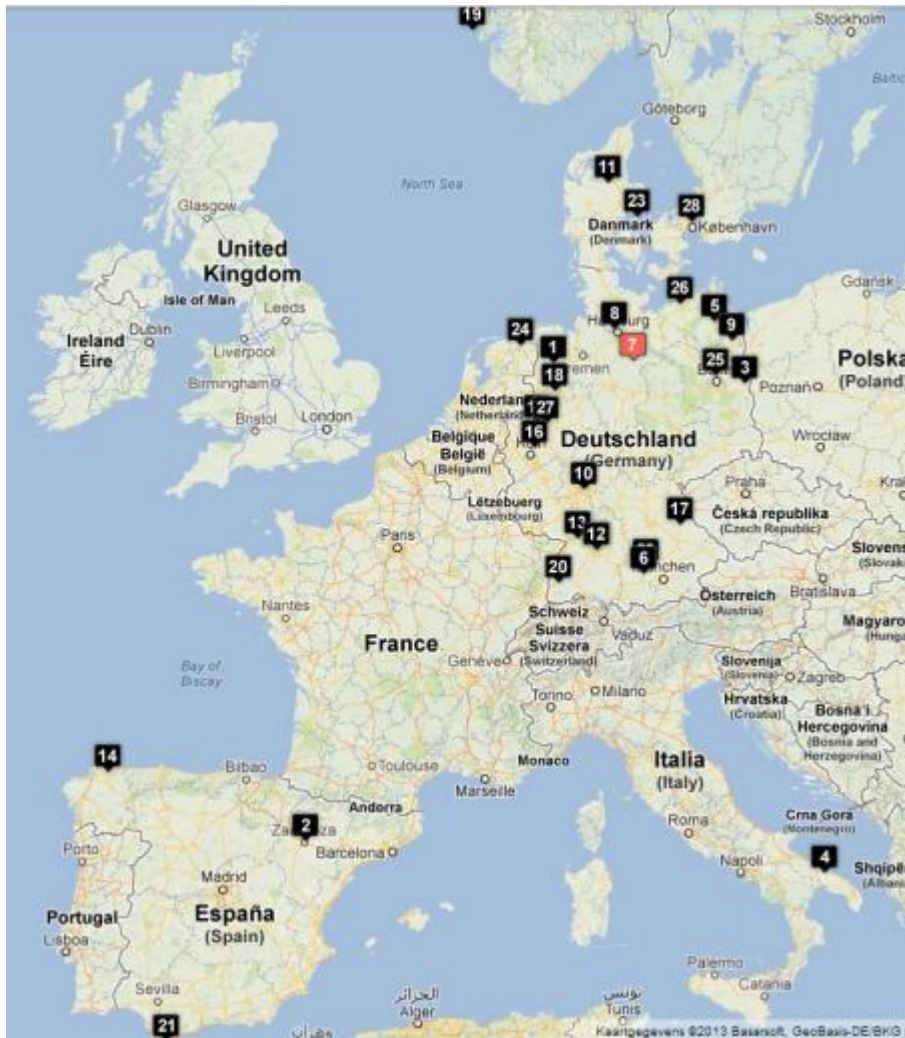 19
Stockholm
Baltic
Göteborg
11
North Sea
23
28
København
Danmark
(Denmark)
Glasgow
United
Kingdom
Isle of Man
Leeds
Gdańsk
26
5
8
9
Ireland
Éire
Dublin
Liverpool
24
7
1
25
3
Polska
(Poland)
Poznań
Birmingham
18
Nederland
(Netherlands)
27
Bristol
London
16
België
Belgique
(Belgium)
Deutschland
(Germany)
Wrocław
10
Praha
Lëtzebuerg
(Luxembourg)
17
Česká republika
(Czech Republic)
Paris
13
12
6
20
Österreich
(Austria)
Bratislava
Nantes
Schweiz
Suisse
Svizzera
(Switzerland)
Vaduz
France
Genève
Slovenija
(Slovenia)
Zagreb
Bay of
Biscay
Torino
Milano
Hrvatska
(Croatia)
Bosna i
Hercegovina
(Bosnia and
Herzegovina)
14
Bilbao
Toulouse
Monaco
Marseille
Italia
(Italy)
Andorra
2
Barcelona
Roma
Crna Gora
(Montenegro)
Porto
Napoli
4
Madrid
España
(Spain)
Portugal
Lisboa
Palermo
Catania
Sevilla
21
الجزائر
Alger
تونس
Tunis
وهران
Kaartgegevens ©2013 Basarsoft, GeoBasis-DE/BKG